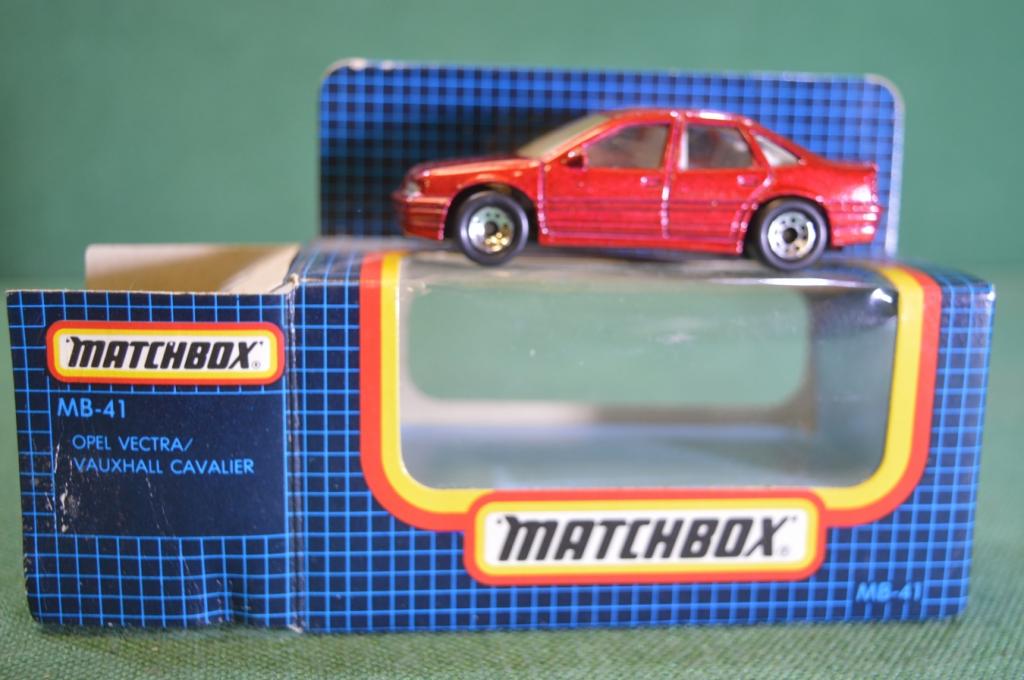 MATCHBOX®
MB-41
OPEL VECTRA/
VAUXHALL CAVALIER
MATCHBOX®
MB-41